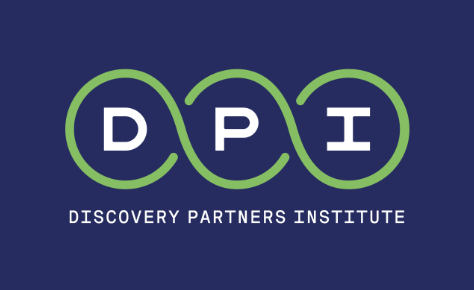 DPI
DISCOVERY PARTNERS INSTITUTE